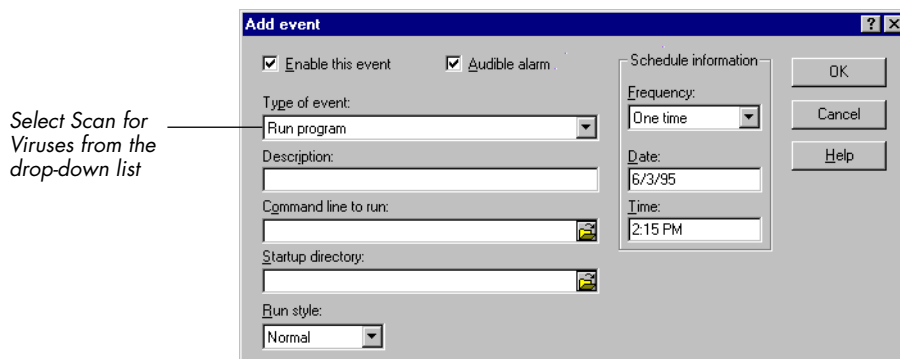 Add event
Enable this event
Audible alarm
Schedule information
OK
Cancel
Help
Select Scan for
Viruses from the
drop-down list
Type of event:
Run program
Description:
Command line to run:
Startup directory:
Run style:
Normal
Frequency:
One time
Date:
6/3/95
Time:
2:15 PM